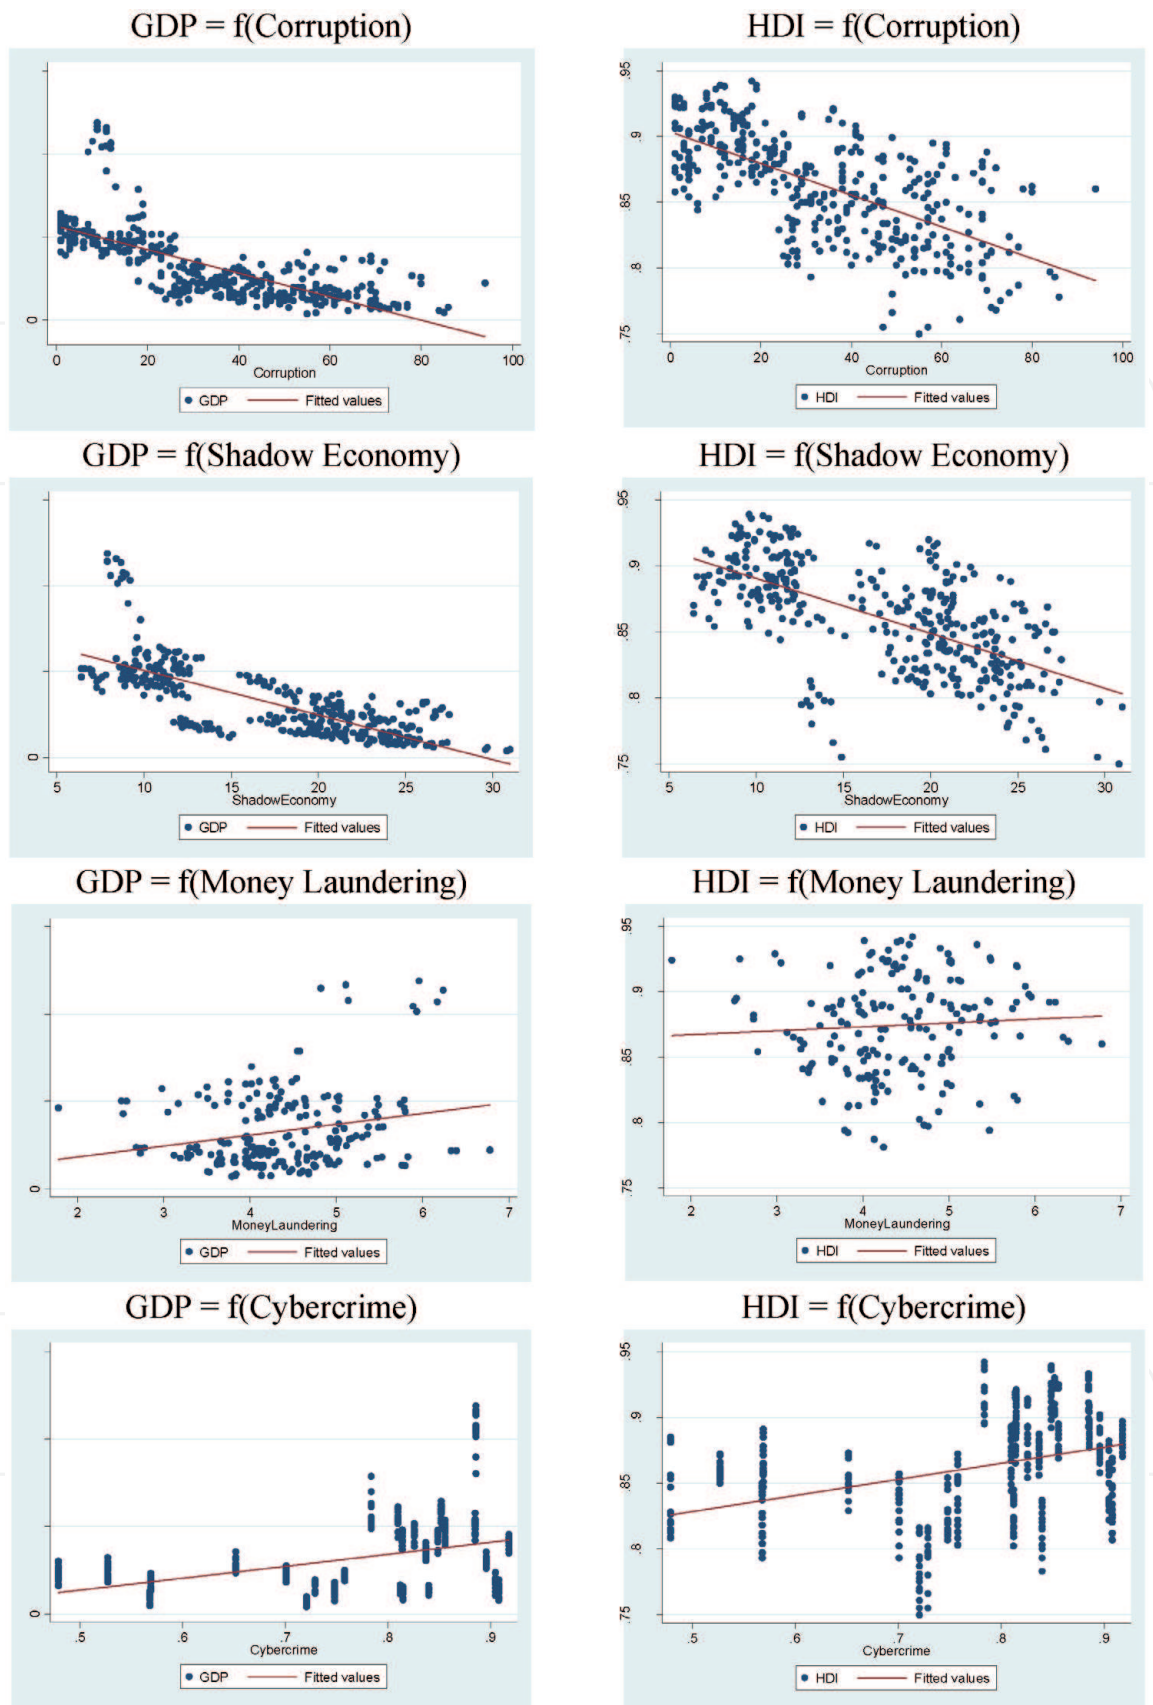 GDP = f(Corruption)
0
0 20 40 60 80 100
Corruption
GDP Fitted values
HDI = f(Corruption)
.95
.9
.85
.8
.75
0 20 40 60 80 100
Corruption
HDI Fitted values
GDP = f(Shadow Economy)
0
5 10 15 20 25 30
ShadowEconomy
GDP Fitted values
HDI = f(Shadow Economy)
.95
.9
.85
.8
.75
5 10 15 20 25 30
ShadowEconomy
HDI Fitted values
GDP = f(Money Laundering)
0
2 3 4 5 6 7
MoneyLaundering
GDP Fitted values
HDI = f(Money Laundering)
.95
.9
.85
.8
.75
2 3 4 5 6 7
MoneyLaundering
HDI Fitted values
GDP = f(Cybercrime)
0
.5 .6 .7 .8 .9
Cybercrime
GDP Fitted values
HDI = f(Cybercrime)
.95
.9
.85
.8
.75
.5 .6 .7 .8 .9
Cybercrime
HDI Fitted values